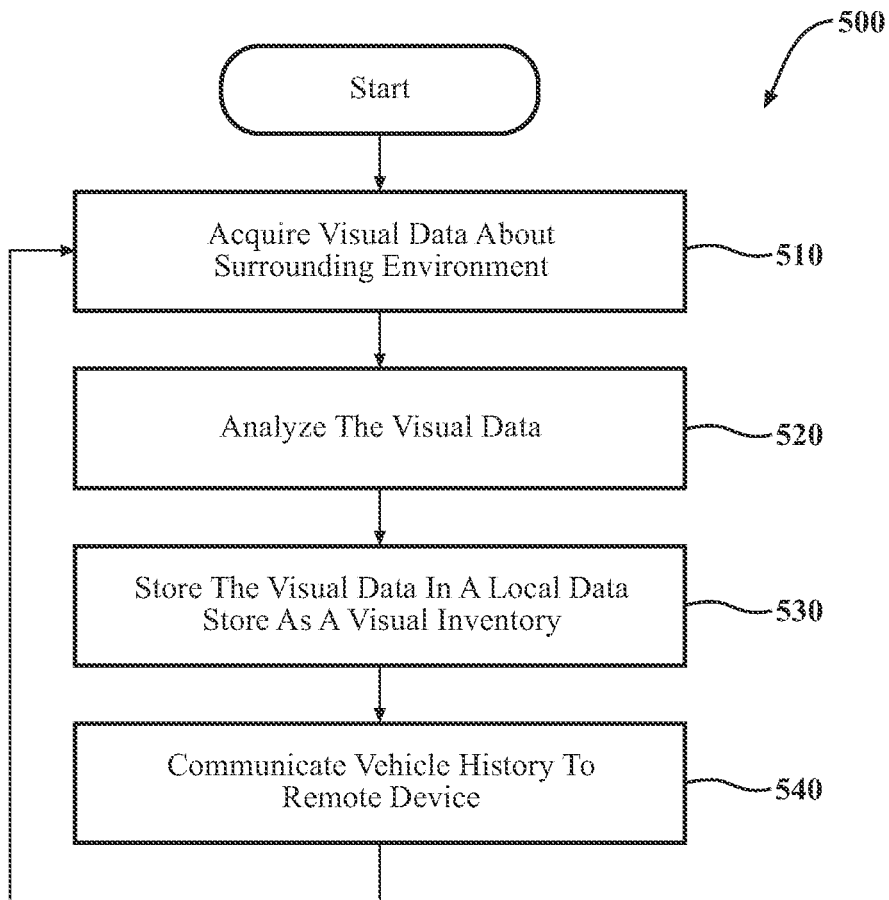 500
Start
Acquire Visual Data About
Surrounding Environment
510
Analyze The Visual Data
520
Store The Visual Data In A Local Data
Store As A Visual Inventory
530
Communicate Vehicle History To
Remote Device
540